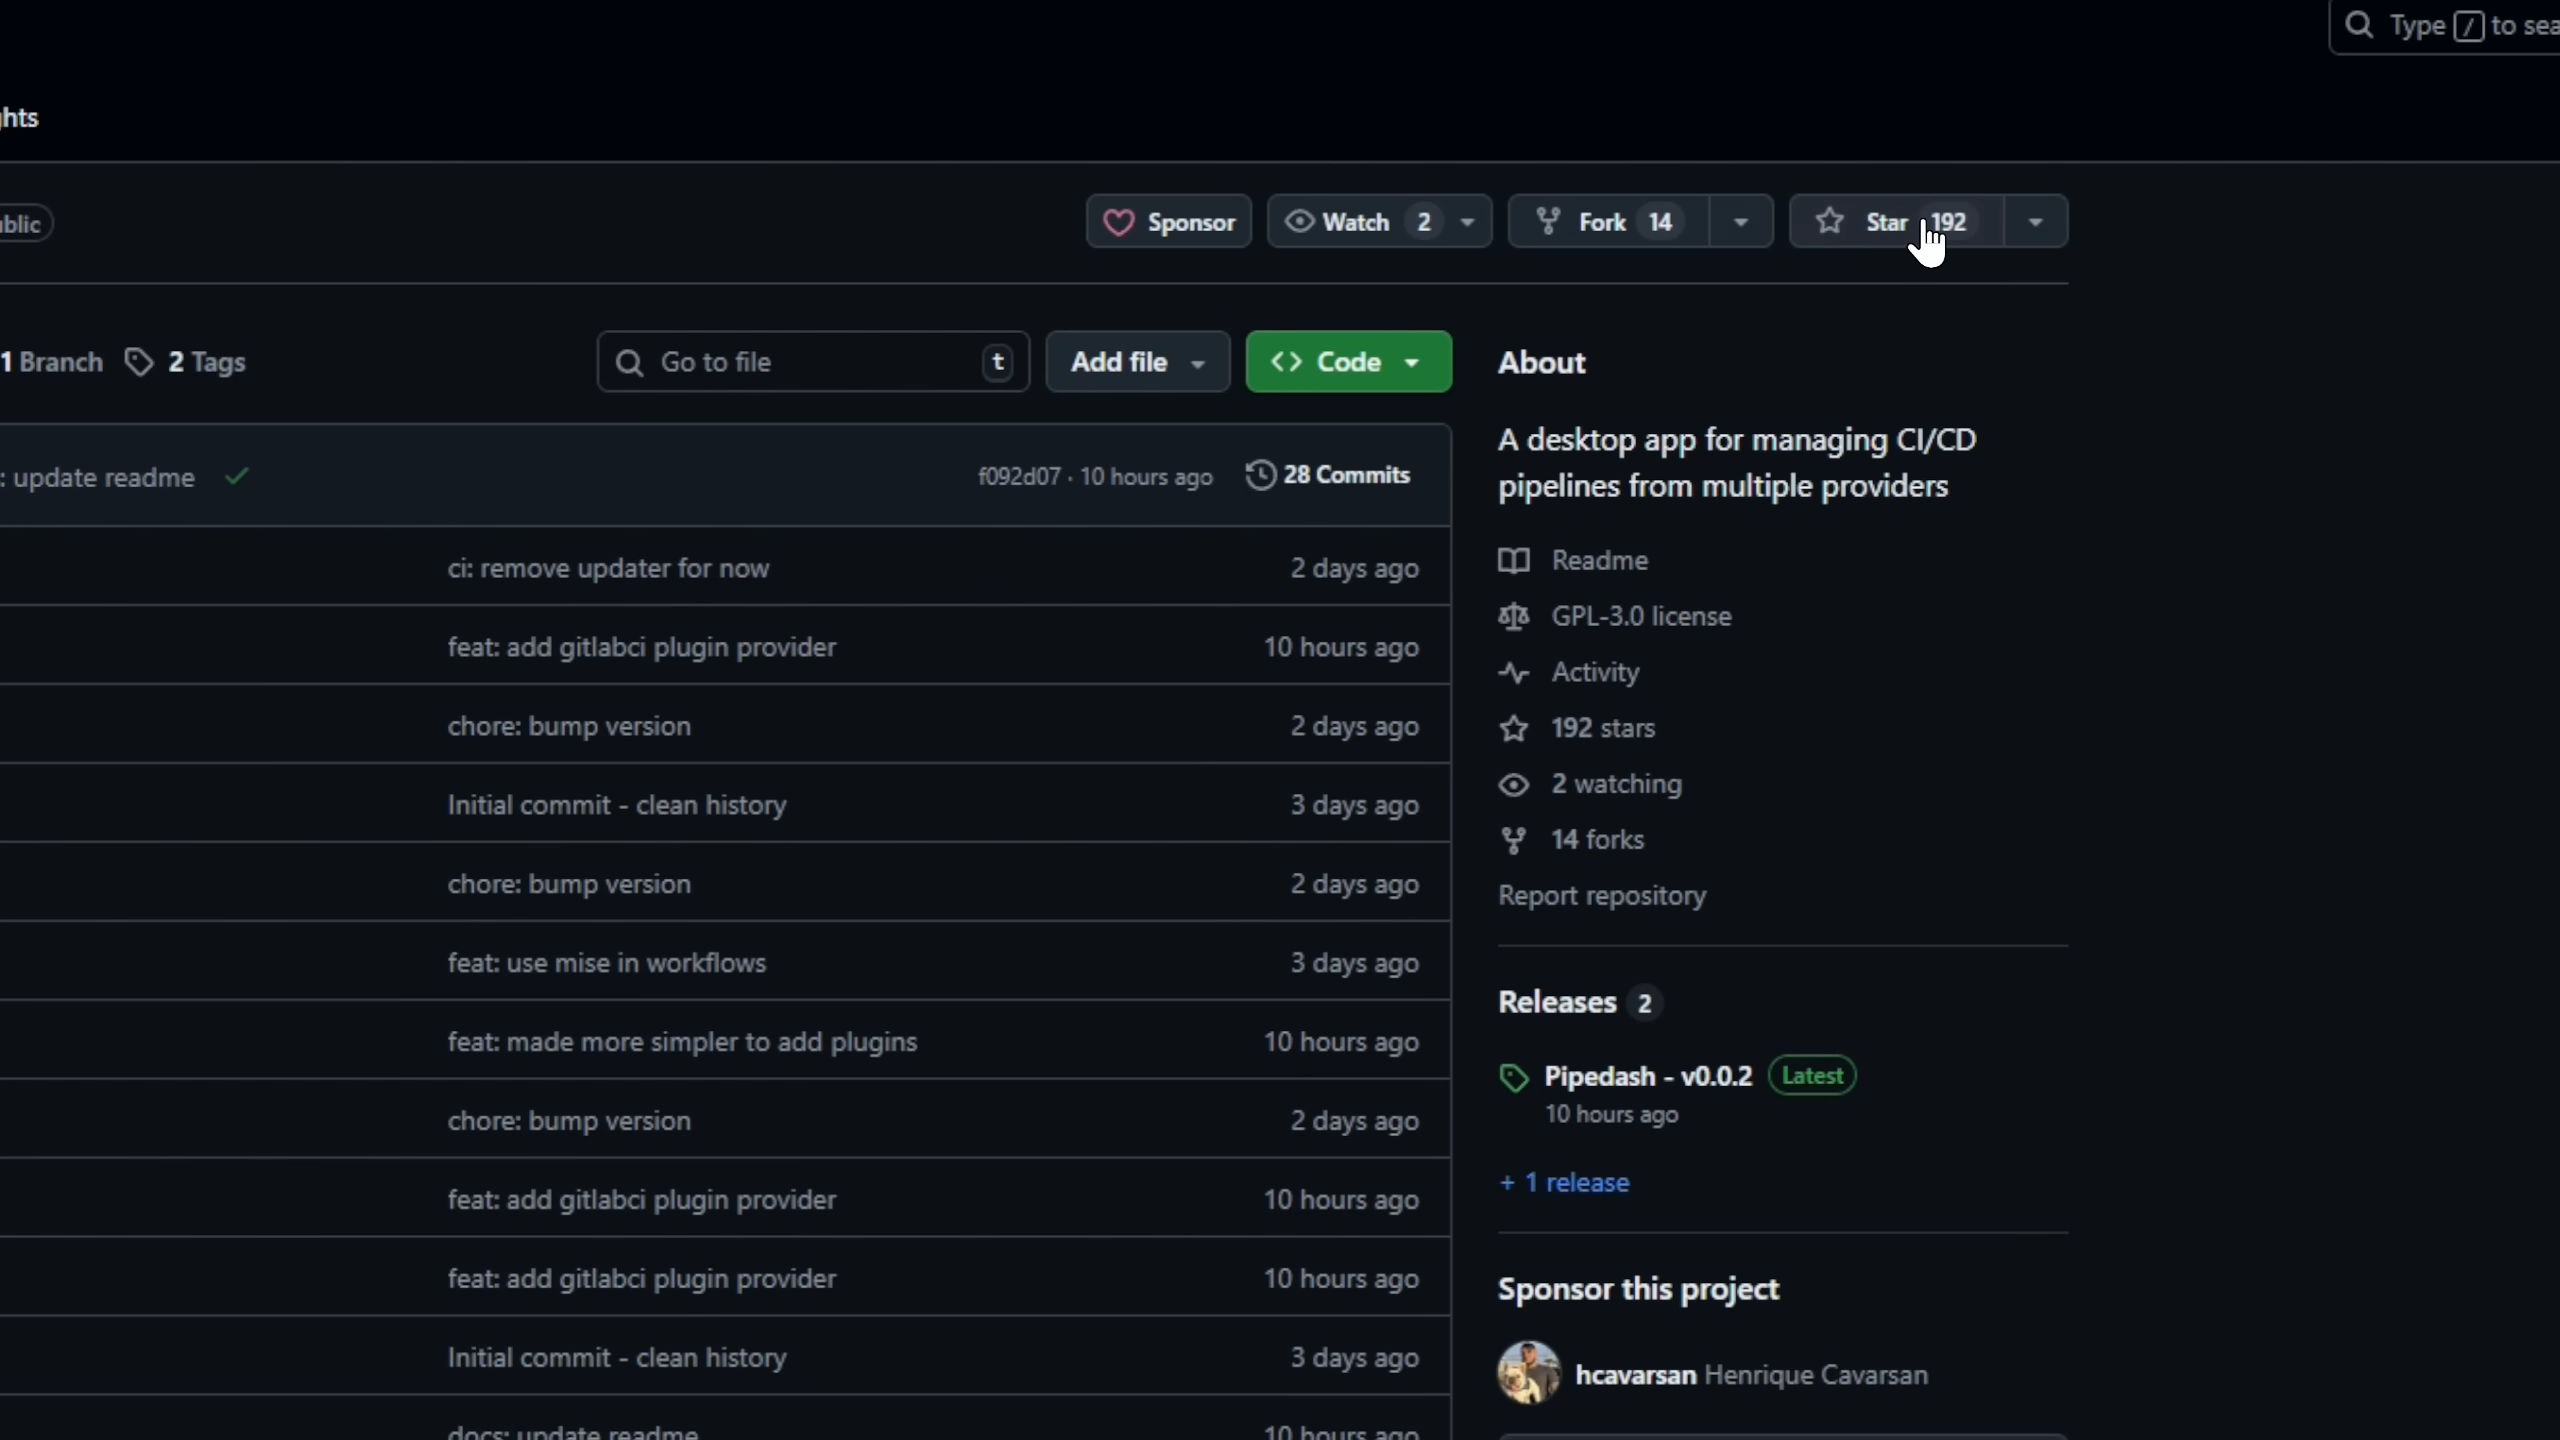 Type / to sea
hts
blic
Sponsor
Watch 2
Fork 14
Star 192
1 Branch
2 Tags
Go to file
t
Add file
Code
About
A desktop app for managing CI/CD
pipelines from multiple providers
: update readme
f092d07 · 10 hours ago
28 Commits
ci: remove updater for now 2 days ago
feat: add gitlabci plugin provider 10 hours ago
chore: bump version 2 days ago
Initial commit - clean history 3 days ago
chore: bump version 2 days ago
feat: use mise in workflows 3 days ago
feat: made more simpler to add plugins 10 hours ago
chore: bump version 2 days ago
feat: add gitlabci plugin provider 10 hours ago
feat: add gitlabci plugin provider 10 hours ago
Initial commit - clean history 3 days ago
docs: update readme 10 hours ago
Readme
GPL-3.0 license
Activity
192 stars
2 watching
14 forks
Report repository
Releases 2
Pipedash - v0.0.2 Latest
10 hours ago
+ 1 release
Sponsor this project
hcavarsan Henrique Cavarsan